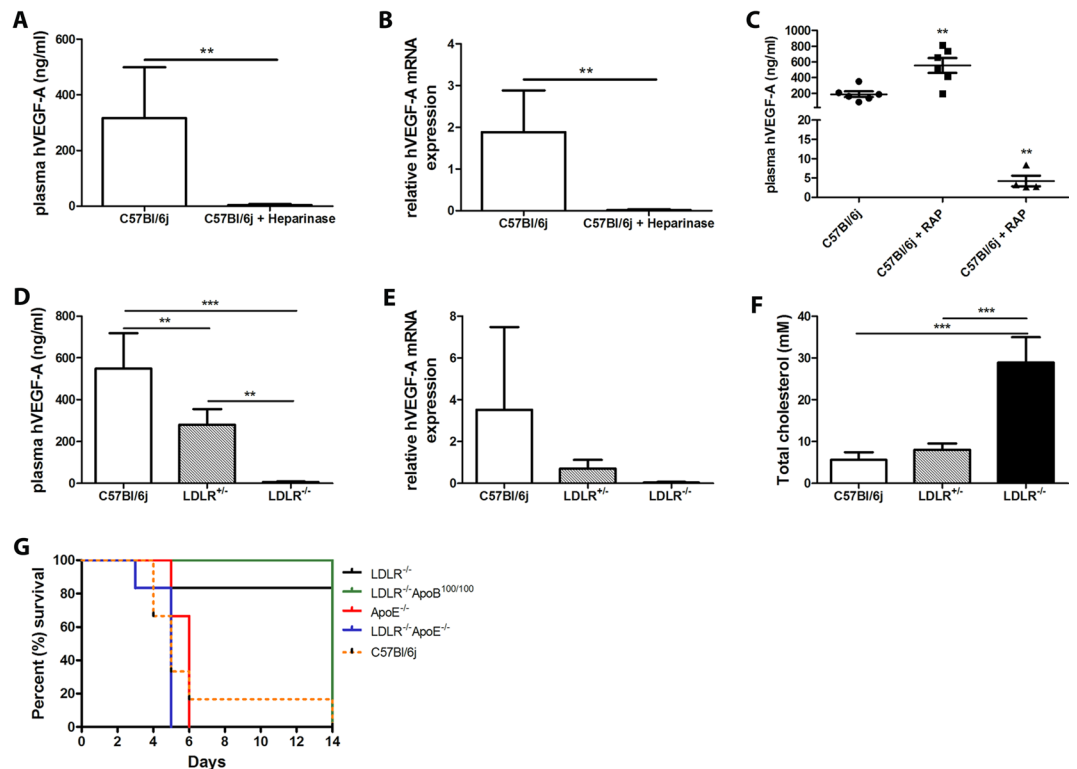 A
plasma hVEGF-A (ng/ml)
600
400
200
0
**
C57Bl/6j
C57Bl/6j + Heparinase
B
relative hVEGF-A mRNA
expression
4
3
2
1
0
**
C57Bl/6j
C57Bl/6j + Heparinase
C
plasma hVEGF-A (ng/ml)
1000
800
600
400
200
20
15
10
5
0
**
**
C57Bl/6j
C57Bl/6j + RAP
C57Bl/6j + RAP
D
plasma hVEGF-A (ng/ml)
800
600
400
200
0
***
**
**
C57Bl/6j
LDLR+/-
LDLR-/-
E
relative hVEGF-A mRNA
expression
8
6
4
2
0
C57Bl/6j
LDLR+/-
LDLR-/-
F
Total cholesterol (mM)
40
30
20
10
0
***
***
C57Bl/6j
LDLR+/-
LDLR-/-
G
Percent (%) survival
100
80
60
40
20
0
0 2 4 6 8 10 12 14
Days
LDLR-/-
LDLR-/-ApoB100/100
ApoE-/-
LDLR-/-ApoE-/-
C57Bl/6j